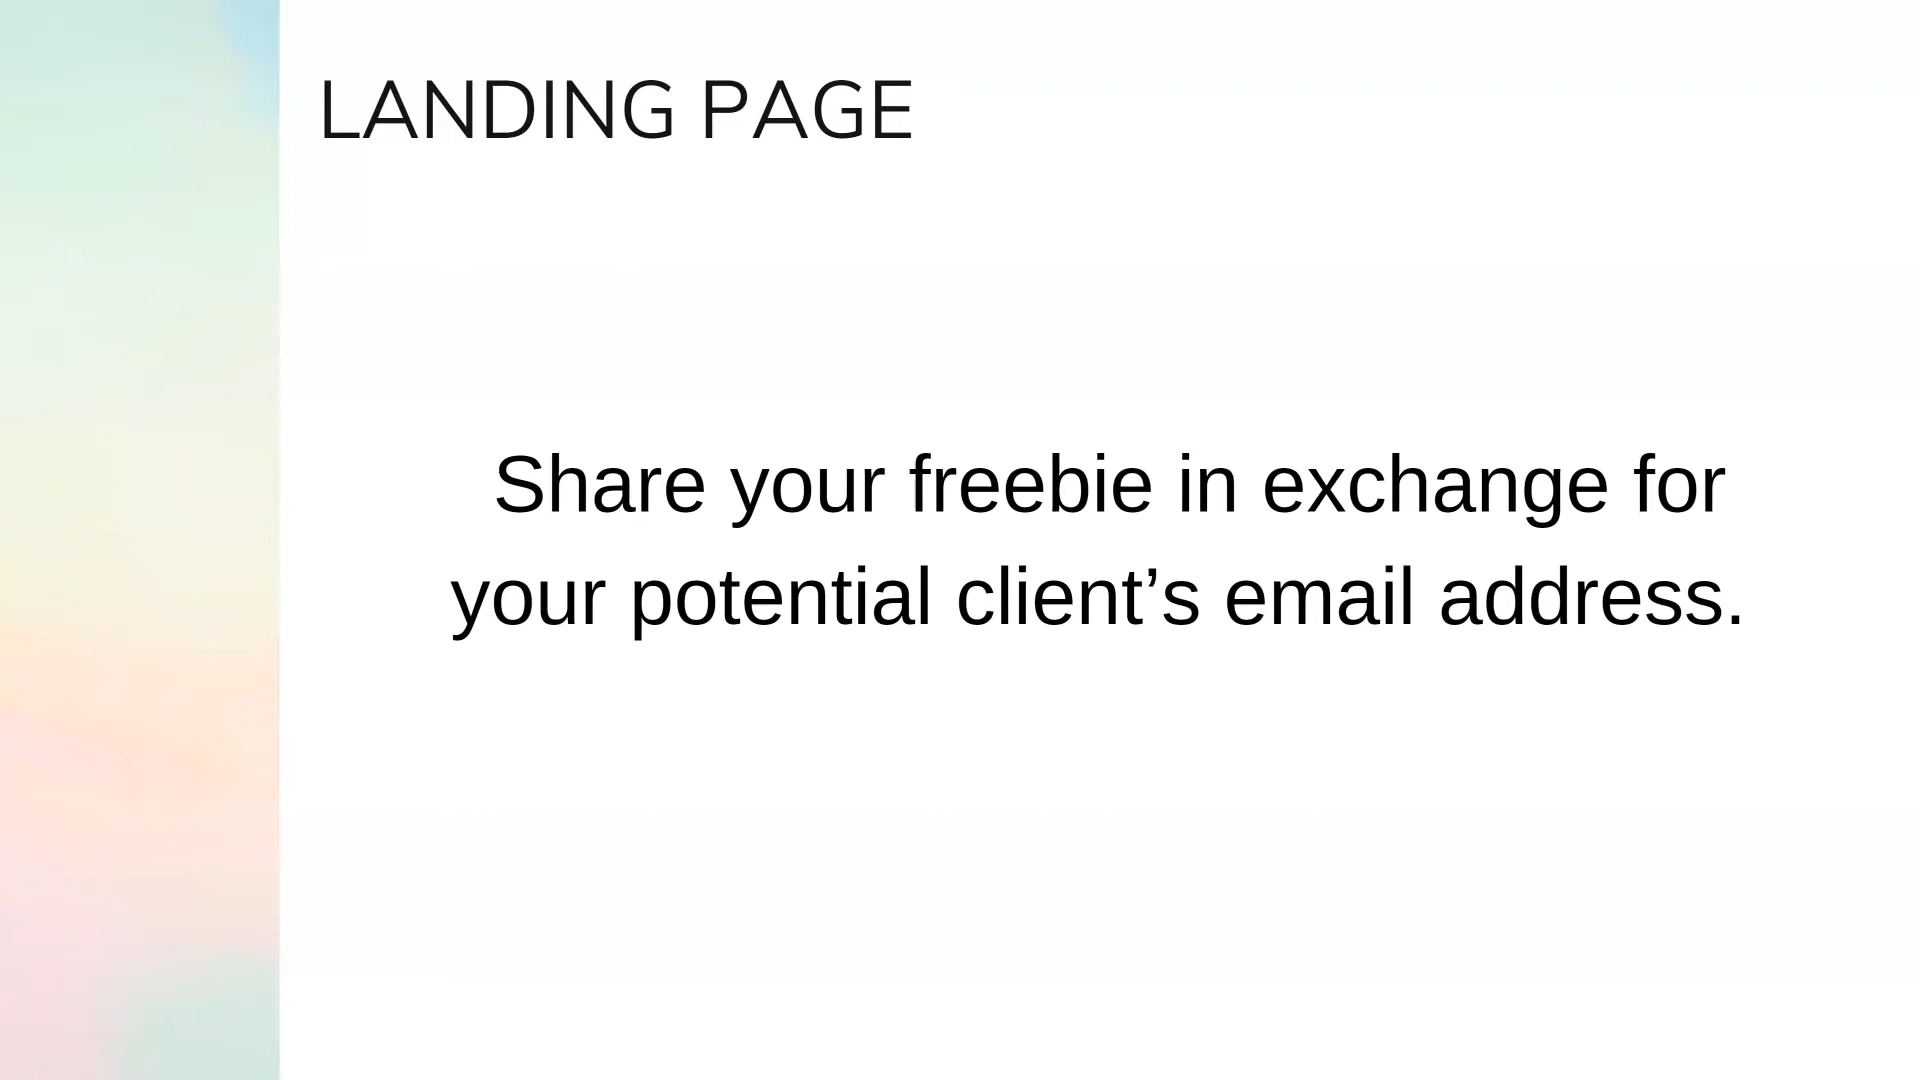 LANDING PAGE
Share your freebie in exchange for
your potential client’s email address.